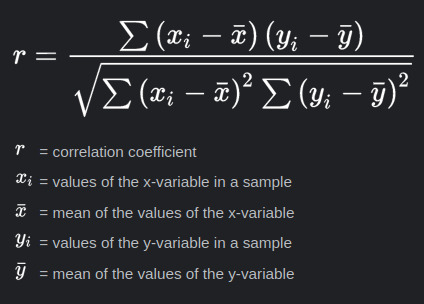 r = ∑ (xᵢ − x̄) (yᵢ − ȳ) / √ ∑ (xᵢ − x̄)² ∑ (yᵢ − ȳ)²
r = correlation coefficient
xᵢ = values of the x-variable in a sample
x̄ = mean of the values of the x-variable
yᵢ = values of the y-variable in a sample
ȳ = mean of the values of the y-variable